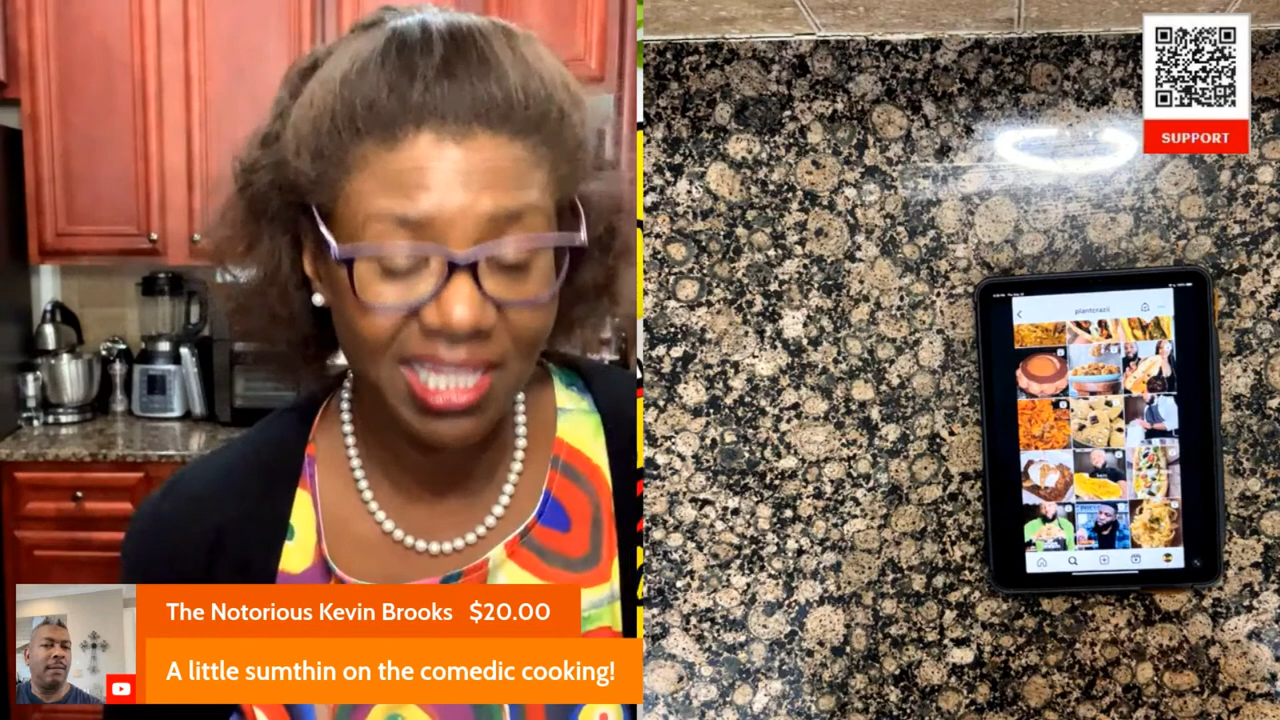 SUPPORT
plantcrazii
The Notorious Kevin Brooks $20.00
A little sumthin on the comedic cooking!